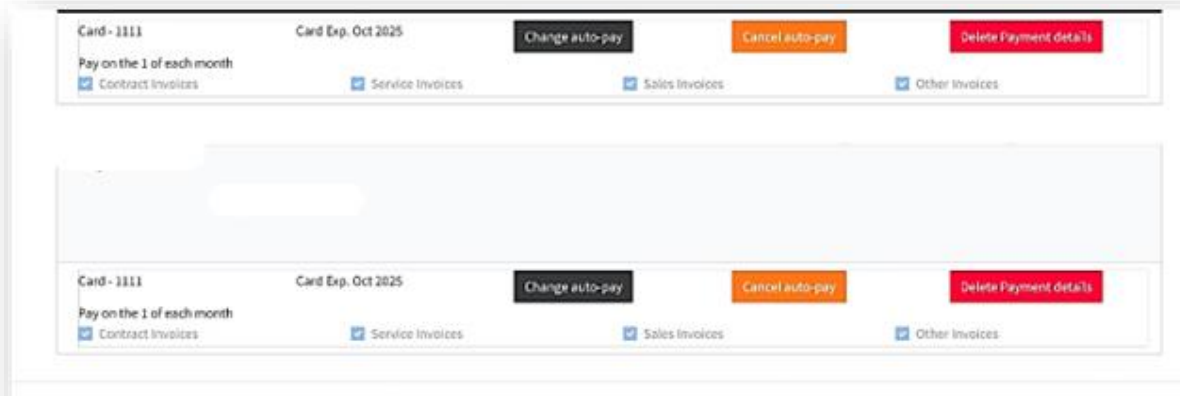 Card - 1111 Card Exp. Oct 2025 Change auto-pay Cancel auto-pay Delete Payment details
Pay on the 1 of each month
Contract Invoices Service Invoices Sales Invoices Other Invoices
Card - 1111 Card Exp. Oct 2025 Change auto-pay Cancel auto-pay Delete Payment details
Pay on the 1 of each month
Contract Invoices Service Invoices Sales Invoices Other Invoices